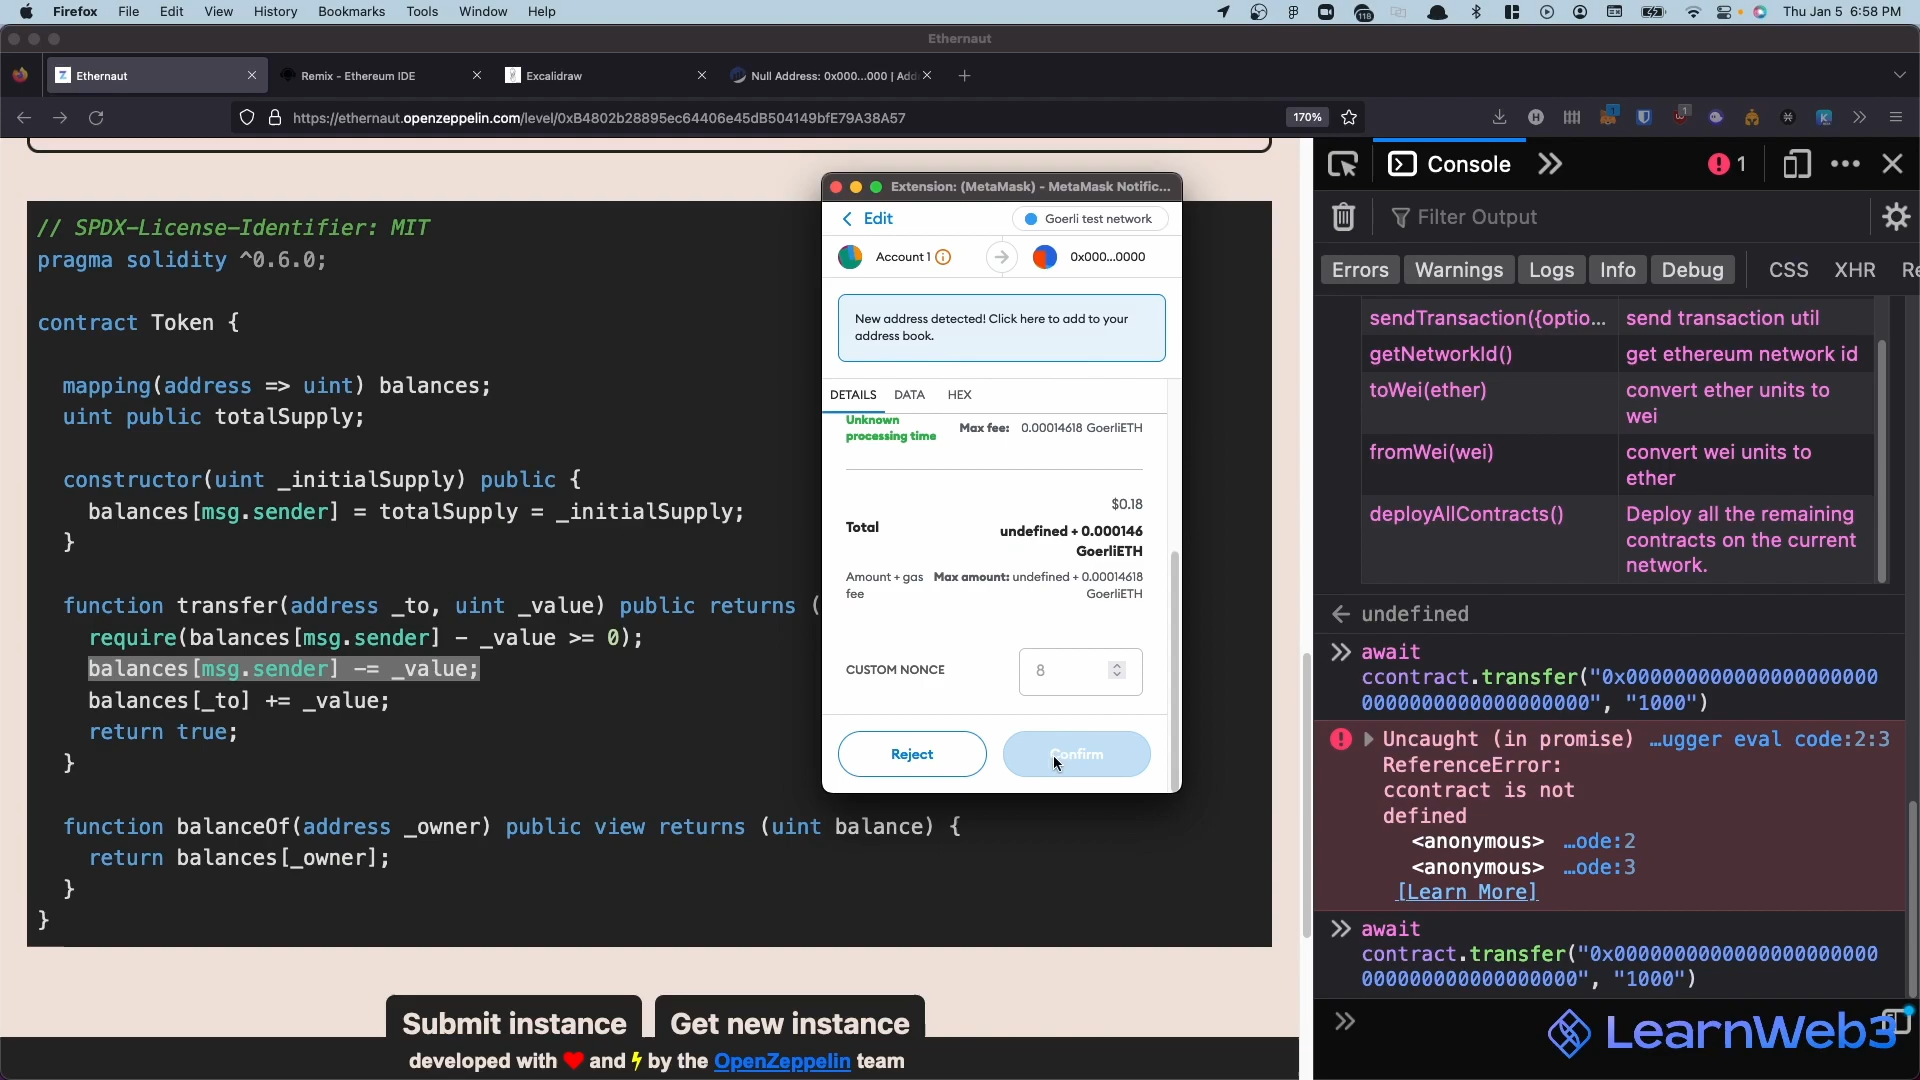 Firefox File Edit View History Bookmarks Tools Window Help
118
Thu Jan 5 6:58 PM
Ethernaut
Ethernaut
Remix - Ethereum IDE
Excalidraw
Null Address: 0x000...000 | Add
https://ethernaut.openzeppelin.com/level/0xB4802b28895ec64406e45dB504149bfE79A38A57
170%
// SPDX-License-Identifier: MIT
pragma solidity ^0.6.0;
contract Token {
mapping(address => uint) balances;
uint public totalSupply;
constructor(uint _initialSupply) public {
balances[msg.sender] = totalSupply = _initialSupply;
}
function transfer(address _to, uint _value) public returns (
require(balances[msg.sender] - _value >= 0);
balances[msg.sender] -= _value;
balances[_to] += _value;
return true;
}
function balanceOf(address _owner) public view returns (uint balance) {
return balances[_owner];
}
}
Submit instance
Get new instance
developed with ❤ and ⚡ by the OpenZeppelin team
Extension: (MetaMask) - MetaMask Notific...
Edit
Goerli test network
Account 1
0x000...0000
New address detected! Click here to add to your
address book.
DETAILS DATA HEX
Unknown
processing time
Max fee: 0.00014618 GoerliETH
$0.18
Total
undefined + 0.000146
GoerliETH
Amount + gas
fee
Max amount: undefined + 0.00014618
GoerliETH
CUSTOM NONCE
8
Reject
Confirm
Console
1
Filter Output
Errors Warnings Logs Info Debug CSS XHR Re
sendTransaction({optio... send transaction util
getNetworkId() get ethereum network id
toWei(ether) convert ether units to
wei
fromWei(wei) convert wei units to
ether
deployAllContracts() Deploy all the remaining
contracts on the current
network.
undefined
await
ccontract.transfer("0x0000000000000000000000
000000000000000000", "1000")
Uncaught (in promise) …ugger eval code:2:3
ReferenceError:
ccontract is not
defined
<anonymous> …ode:2
<anonymous> …ode:3
[Learn More]
await
contract.transfer("0x00000000000000000000000
00000000000000000", "1000")
LearnWeb3